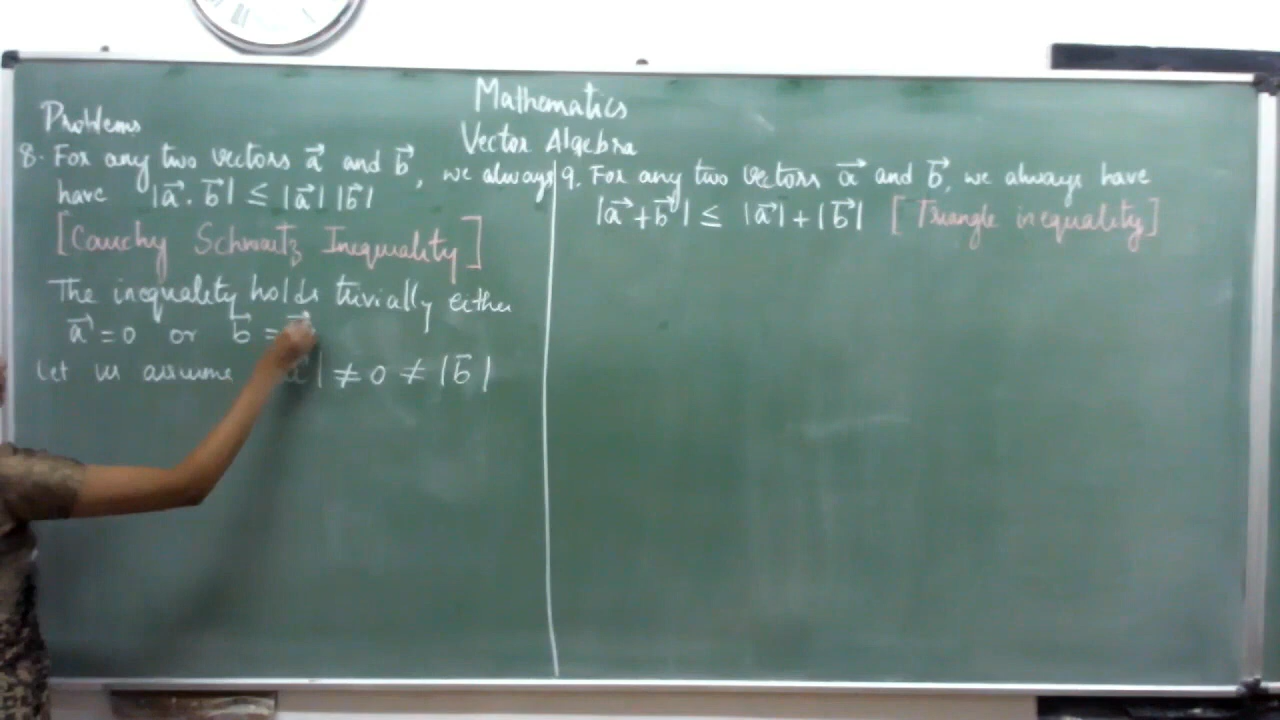 Mathematics
Vector Algebra
Problems
8. For any two vectors a⃗ and b⃗, we always
have |a⃗ . b⃗| ≤ |a⃗| |b⃗|
[Cauchy Schwaitz Inequality]
The inequality holds trivially either
a⃗ = 0 or b⃗ =
Let us assume a⃗| ≠ 0 ≠ |b⃗|
9. For any two vectors a⃗ and b⃗, we always have
|a⃗ + b⃗| ≤ |a⃗| + |b⃗| [Triangle inequality]